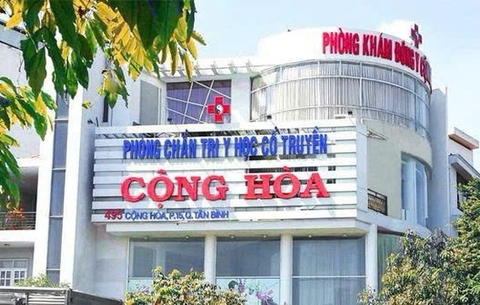 PHÒNG KHÁM ĐÔNG Y
PHÒNG CHẨN TRỊ Y HỌC CỔ TRUYỀN
CỘNG HÒA
495 CỘNG HÒA, P.15, Q. TÂN BÌNH